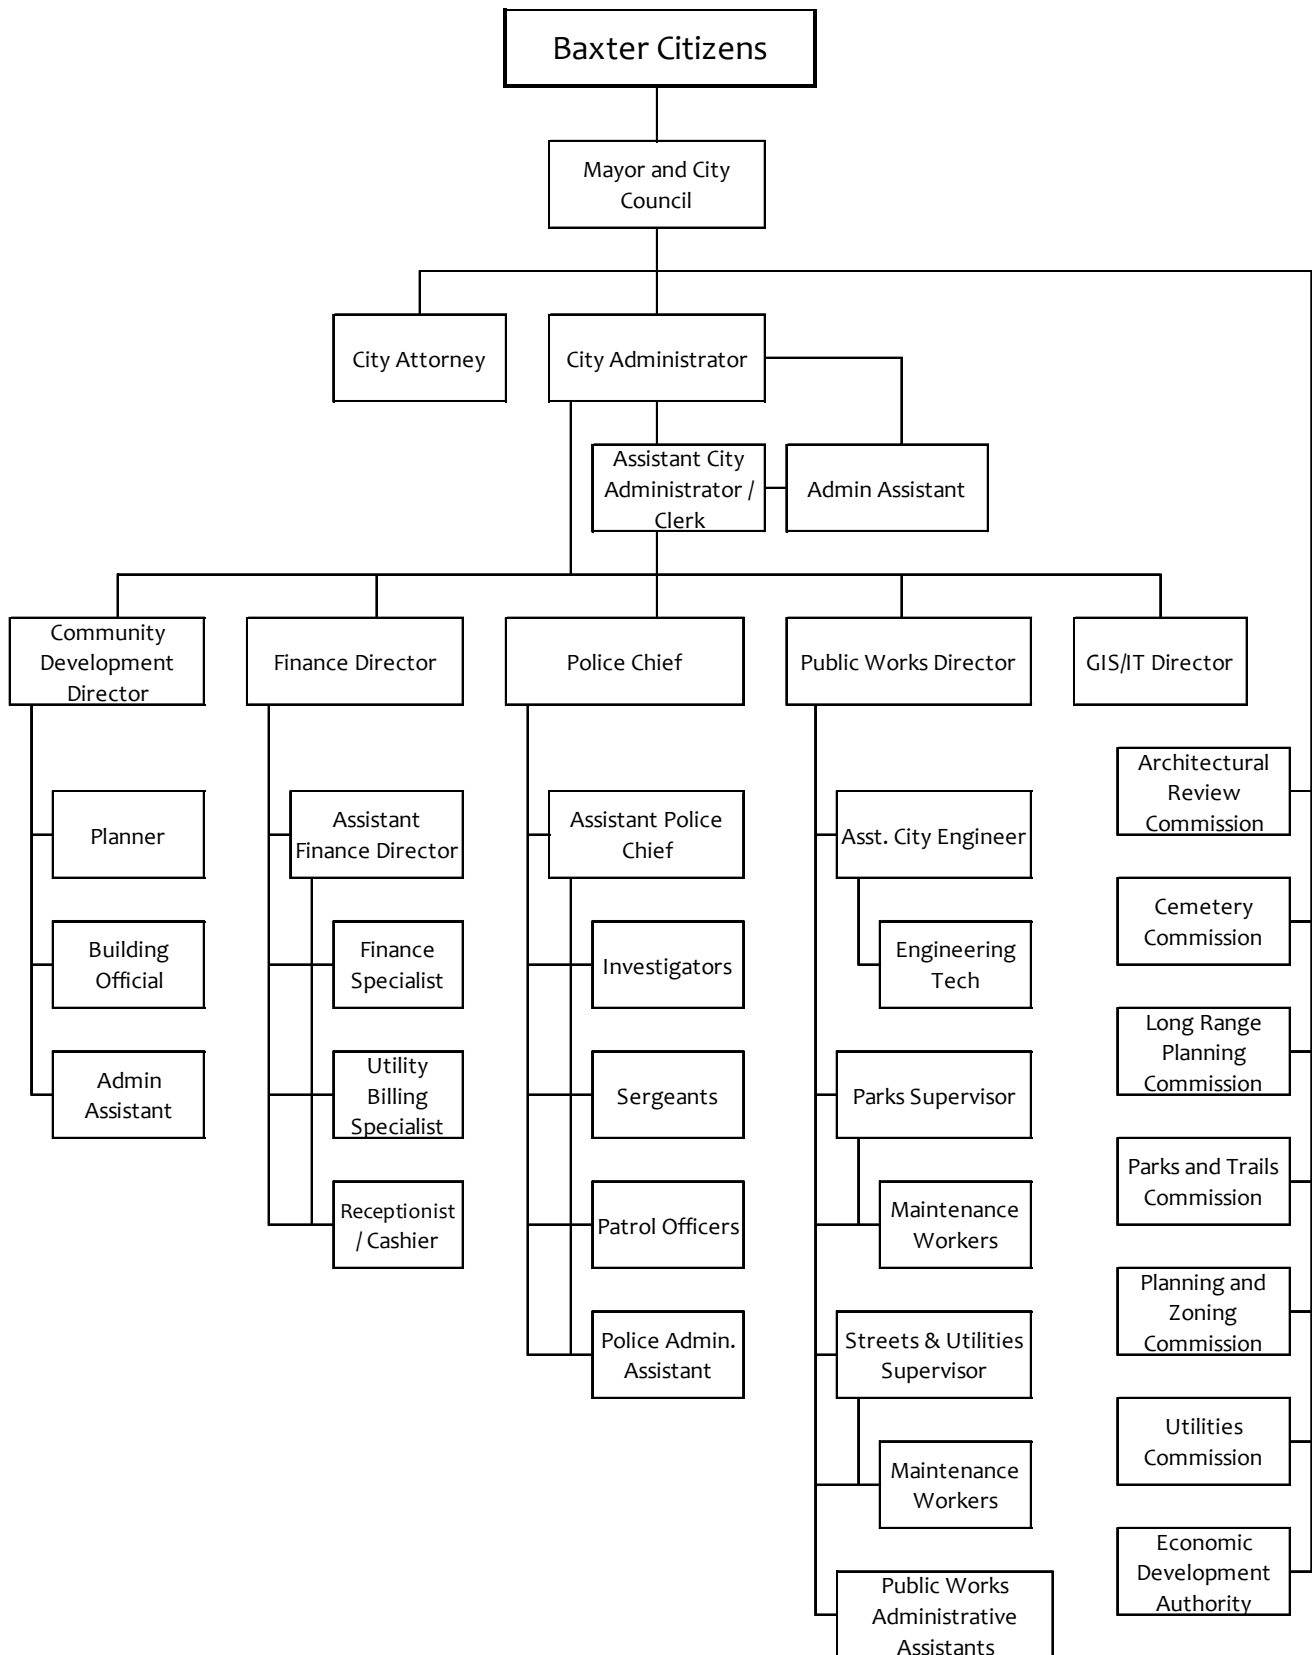 Baxter Citizens
Mayor and City
Council
City Attorney
City Administrator
Assistant City
Administrator /
Clerk
Admin Assistant
Community
Development
Director
Finance Director
Police Chief
Public Works Director
GIS/IT Director
Planner
Building
Official
Admin
Assistant
Assistant
Finance Director
Finance
Specialist
Utility
Billing
Specialist
Receptionist
/ Cashier
Assistant Police
Chief
Investigators
Sergeants
Patrol Officers
Police Admin.
Assistant
Asst. City Engineer
Engineering
Tech
Parks Supervisor
Maintenance
Workers
Streets & Utilities
Supervisor
Maintenance
Workers
Public Works
Administrative
Assistants
Architectural
Review
Commission
Cemetery
Commission
Long Range
Planning
Commission
Parks and Trails
Commission
Planning and
Zoning
Commission
Utilities
Commission
Economic
Development
Authority